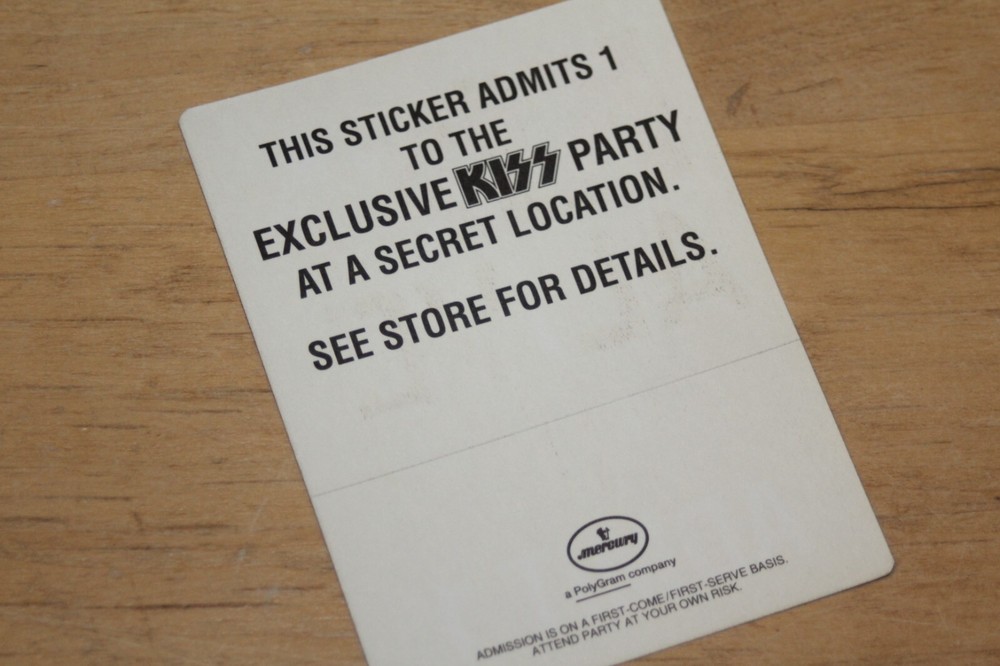 THIS STICKER ADMITS 1
TO THE
EXCLUSIVE KISS PARTY
AT A SECRET LOCATION.
SEE STORE FOR DETAILS.
mercury
a PolyGram company
ADMISSION IS ON A FIRST-COME/FIRST-SERVE BASIS.
ATTEND PARTY AT YOUR OWN RISK.